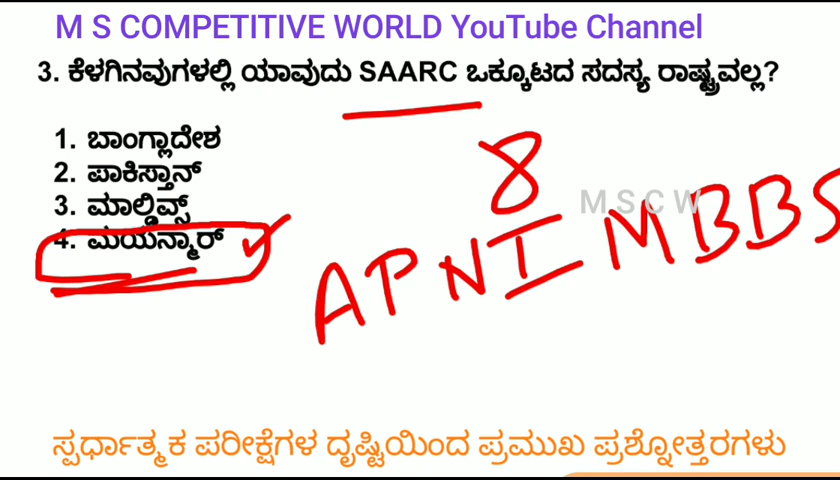 M S COMPETITIVE WORLD YouTube Channel
3. ಕೆಳಗಿನವುಗಳಲ್ಲಿ ಯಾವುದು SAARC ಒಕ್ಕೂಟದ ಸದಸ್ಯ ರಾಷ್ಟ್ರವಲ್ಲ?
1. ಬಾಂಗ್ಲಾದೇಶ
2. ಪಾಕಿಸ್ತಾನ್
3. ಮಾಲ್ಡಿವ್ಸ್
4. ಮಯನ್ಮಾರ್
8
M S C W
APNI MBBS
ಸ್ಪರ್ಧಾತ್ಮಕ ಪರೀಕ್ಷೆಗಳ ದೃಷ್ಟಿಯಿಂದ ಪ್ರಮುಖ ಪ್ರಶ್ನೋತ್ತರಗಳು